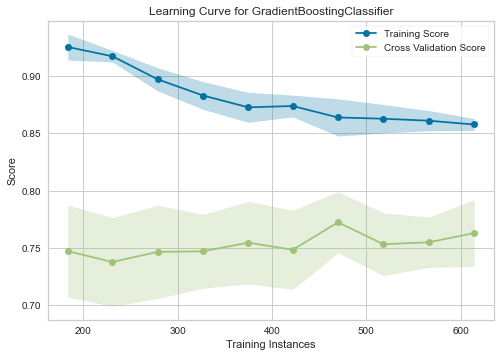 Learning Curve for GradientBoostingClassifier
Training Score
Cross Validation Score
0.90
0.85
0.80
0.75
0.70
Score
200
300
400
500
600
Training Instances